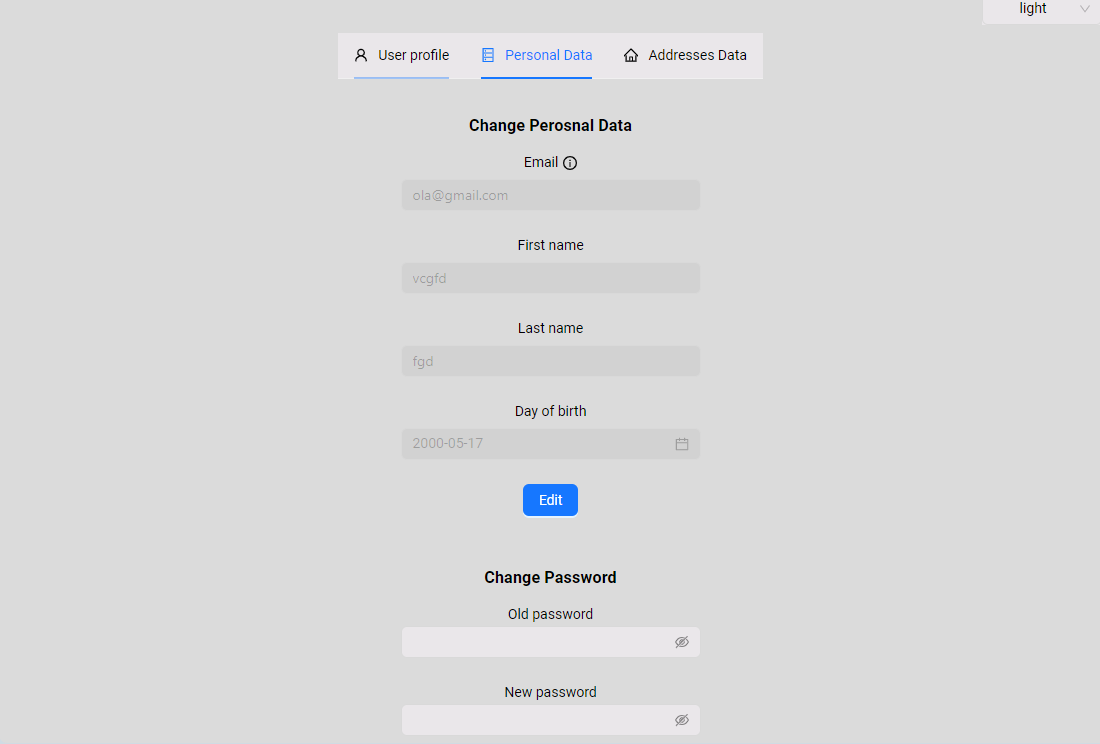 light
User profile Personal Data Addresses Data
Change Perosnal Data
Email
ola@gmail.com
First name
vcgfd
Last name
fgd
Day of birth
2000-05-17
Edit
Change Password
Old password
New password